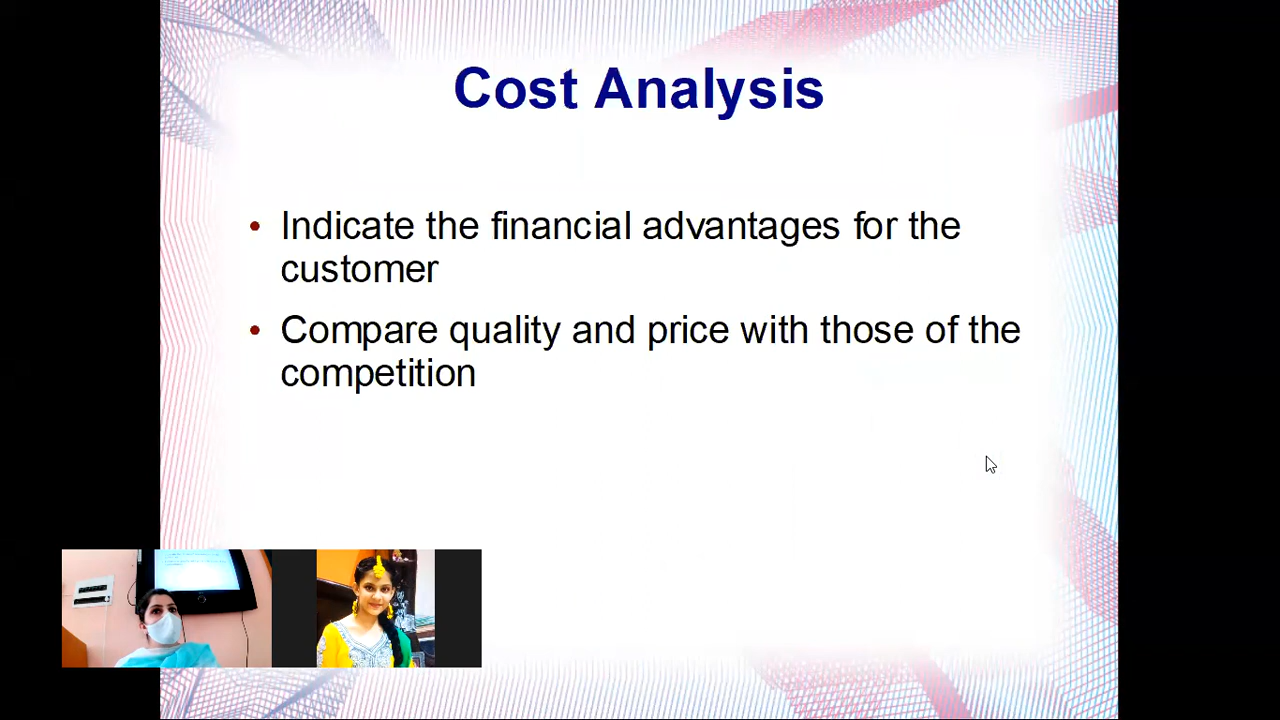 Cost Analysis
• Indicate the financial advantages for the
customer
• Compare quality and price with those of the
competition